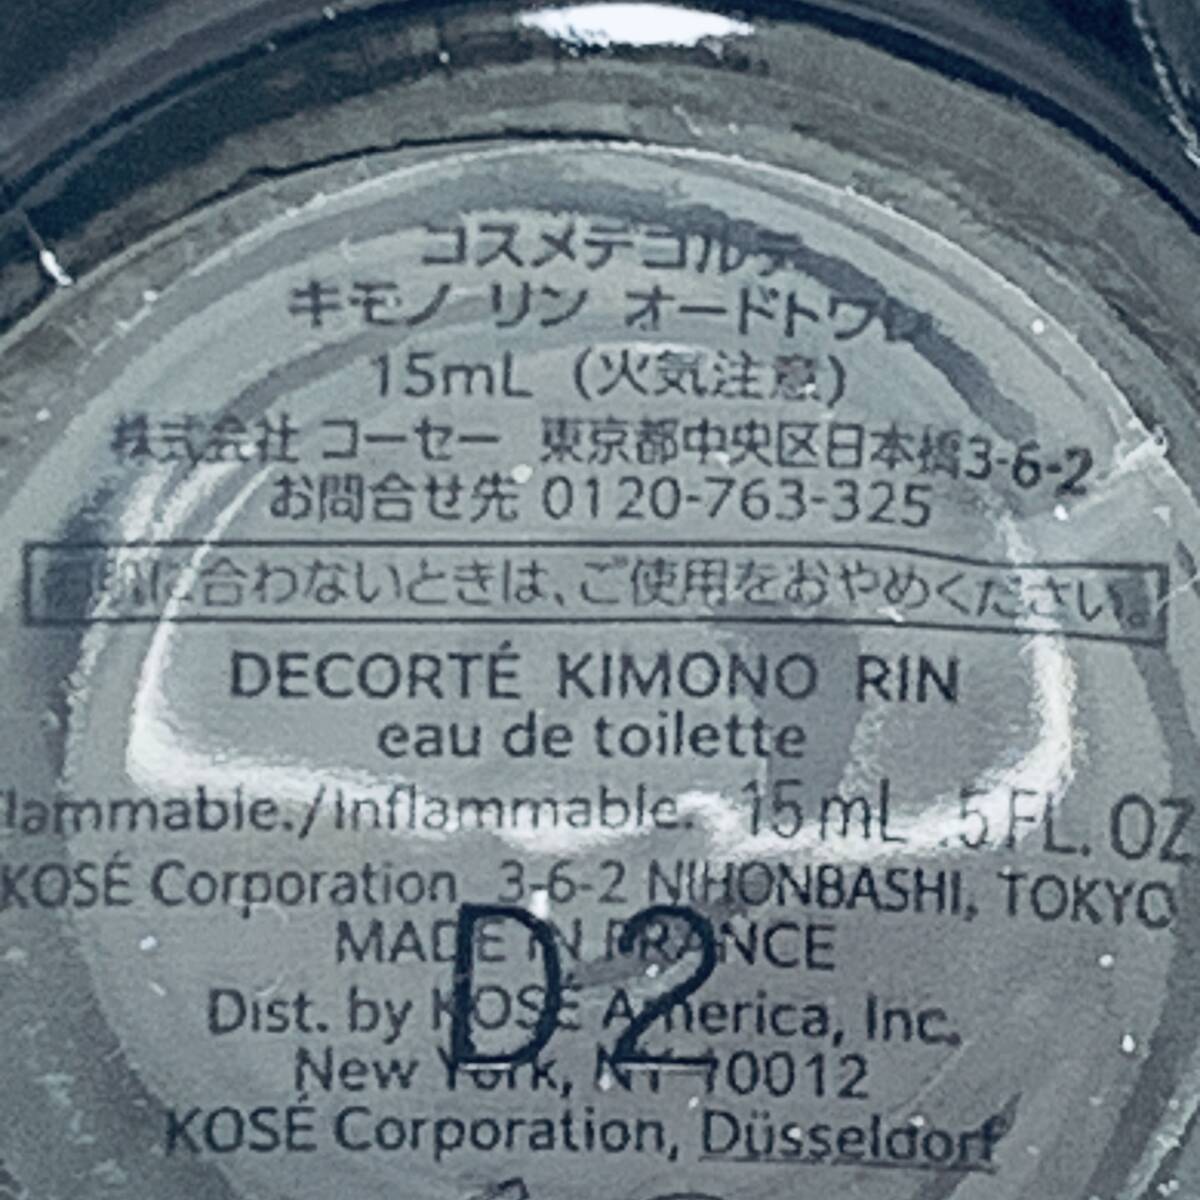 コスメデコルテ
キモノ リン オードトワレ
15mL (火気注意)
株式会社 コーセー 東京都中央区日本橋3-6-2
お問合せ先 0120-763-325
に合わないときは、ご使用をおやめください。
DECORTÉ KIMONO RIN
eau de toilette
lammable./Inflammable. 15mL .5 FL. OZ
KOSÉ Corporation 3-6-2 NIHONBASHI, TOKYO
MADE IN FRANCE
D2
Dist. by KOSÉ America, Inc.
New York, NY 10012
KOSÉ Corporation, Düsseldorf